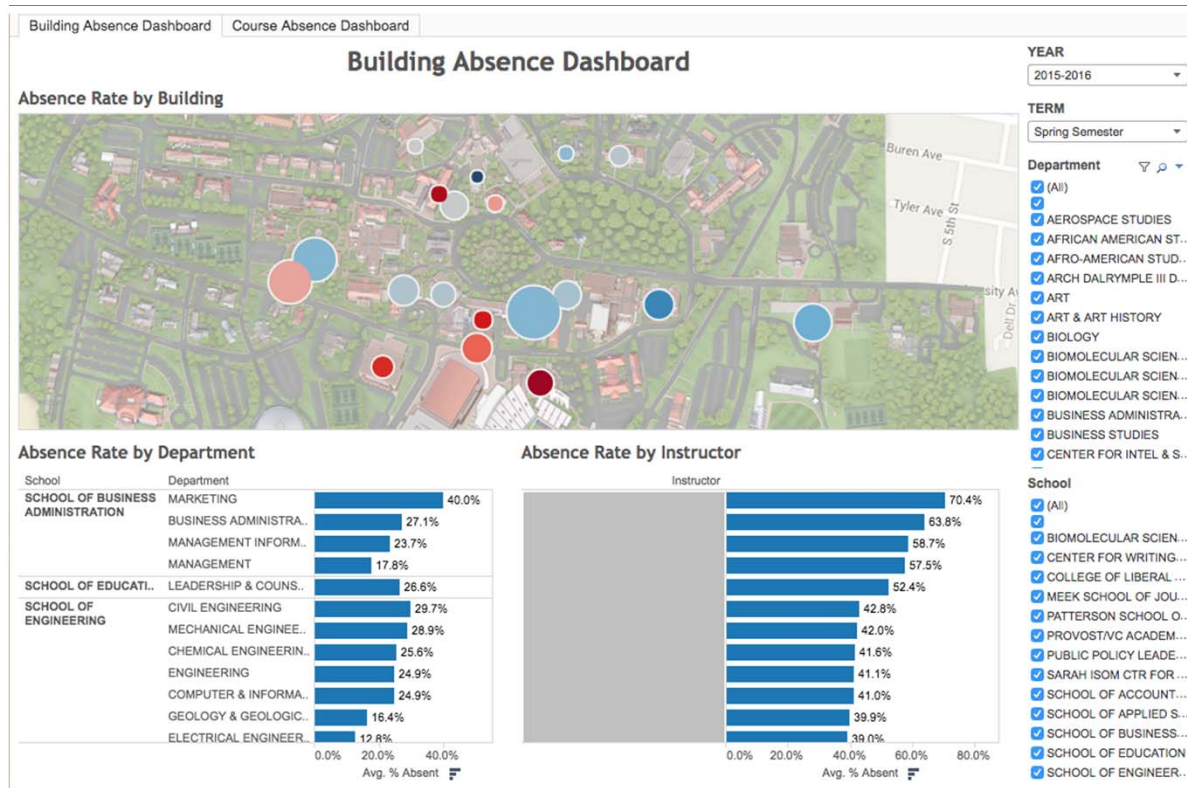 Building Absence Dashboard
Course Absence Dashboard
Building Absence Dashboard
Absence Rate by Building
Buren Ave
Tyler Ave
S 5th St
sity Av
Dell Dr
YEAR
2015-2016
TERM
Spring Semester
Department
(All)
AEROSPACE STUDIES
AFRICAN AMERICAN ST...
AFRO-AMERICAN STUD...
ARCH DALRYMPLE III D...
ART
ART & ART HISTORY
BIOLOGY
BIOMOLECULAR SCIEN...
BIOMOLECULAR SCIEN...
BIOMOLECULAR SCIEN...
BUSINESS ADMINISTRA...
BUSINESS STUDIES
CENTER FOR INTEL & S...
School
(All)
BIOMOLECULAR SCIEN...
CENTER FOR WRITING...
COLLEGE OF LIBERAL ...
MEEK SCHOOL OF JOU...
PATTERSON SCHOOL O...
PROVOST/VC ACADEM...
PUBLIC POLICY LEADE...
SARAH ISOM CTR FOR ...
SCHOOL OF ACCOUNT...
SCHOOL OF APPLIED S...
SCHOOL OF BUSINESS...
SCHOOL OF EDUCATION
SCHOOL OF ENGINEER...
Absence Rate by Department
School Department
SCHOOL OF BUSINESS ADMINISTRATION
MARKETING 40.0%
BUSINESS ADMINISTRA.. 27.1%
MANAGEMENT INFORM.. 23.7%
MANAGEMENT 17.8%
SCHOOL OF EDUCATI.. LEADERSHIP & COUNS.. 26.6%
SCHOOL OF ENGINEERING
CIVIL ENGINEERING 29.7%
MECHANICAL ENGINEE.. 28.9%
CHEMICAL ENGINEERIN.. 25.6%
ENGINEERING 24.9%
COMPUTER & INFORMA.. 24.9%
GEOLOGY & GEOLOGIC.. 16.4%
ELECTRICAL ENGINEER.. 12.8%
0.0% 20.0% 40.0%
Avg. % Absent
Absence Rate by Instructor
Instructor
70.4%
63.8%
58.7%
57.5%
52.4%
42.8%
42.0%
41.6%
41.1%
41.0%
39.9%
39.0%
0.0% 20.0% 40.0% 60.0% 80.0%
Avg. % Absent